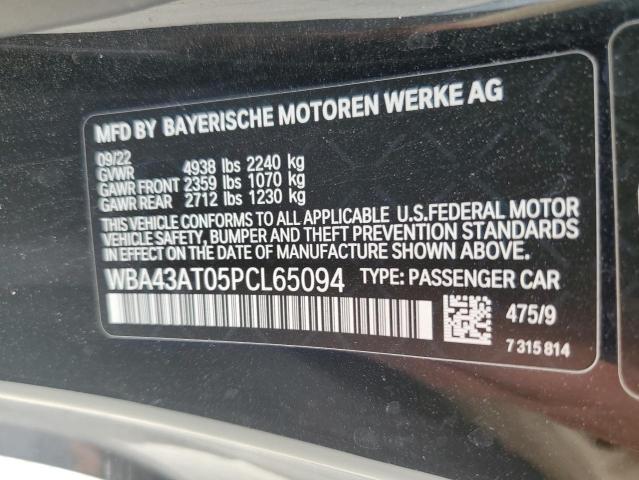 MFD BY BAYERISCHE MOTOREN WERKE AG
09/22
GVWR 4938 lbs 2240 kg
GAWR FRONT 2359 lbs 1070 kg
GAWR REAR 2712 lbs 1230 kg
THIS VEHICLE CONFORMS TO ALL APPLICABLE U.S.FEDERAL MOTOR
VEHICLE SAFETY, BUMPER AND THEFT PREVENTION STANDARDS
IN EFFECT ON THE DATE OF MANUFACTURE SHOWN ABOVE.
WBA43AT05PCL65094 TYPE: PASSENGER CAR
475/9
7 315 814